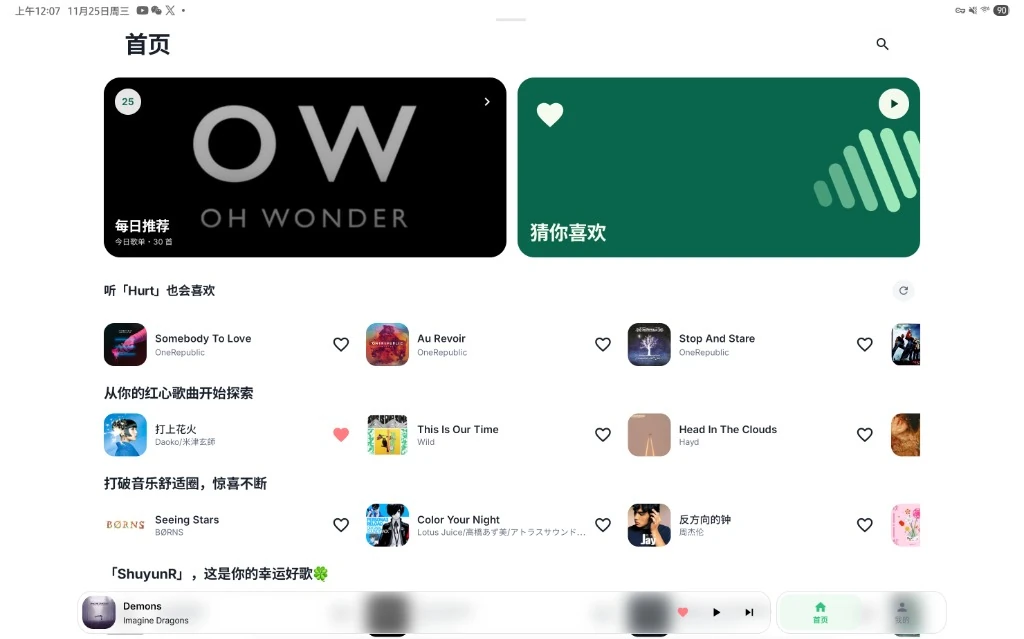 上午12:07 11月25日周三
90
首页
25
OW
OH WONDER
每日推荐
今日歌单・30 首
猜你喜欢
听「Hurt」也会喜欢
Somebody To Love
OneRepublic
Au Revoir
OneRepublic
Stop And Stare
OneRepublic
从你的红心歌曲开始探索
打上花火
Daoko/米津玄師
This Is Our Time
Wild
Head In The Clouds
Hayd
打破音乐舒适圈，惊喜不断
BØRNS
Seeing Stars
BØRNS
Color Your Night
Lotus Juice/高橋あず美/アトラスサウンド...
Jay
反方向的钟
周杰伦
「ShuyunR」，这是你的幸运好歌🍀
Demons
Imagine Dragons
首页
我的